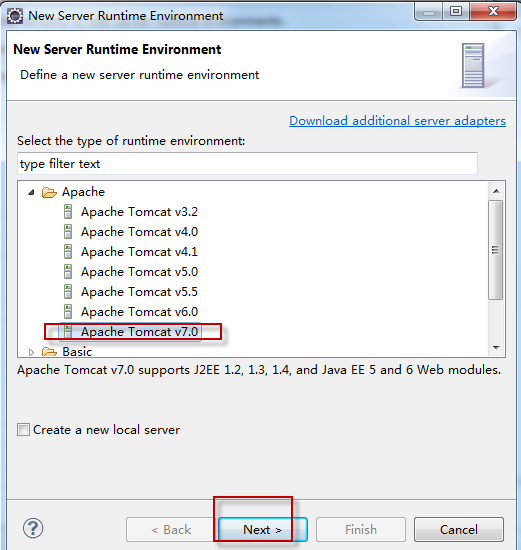 New Server Runtime Environment
New Server Runtime Environment
Define a new server runtime environment
Download additional server adapters
Select the type of runtime environment:
type filter text
Apache
Apache Tomcat v3.2
Apache Tomcat v4.0
Apache Tomcat v4.1
Apache Tomcat v5.0
Apache Tomcat v5.5
Apache Tomcat v6.0
Apache Tomcat v7.0
Basic
Apache Tomcat v7.0 supports J2EE 1.2, 1.3, 1.4, and Java EE 5 and 6 Web modules.
Create a new local server
? < Back Next > Finish Cancel